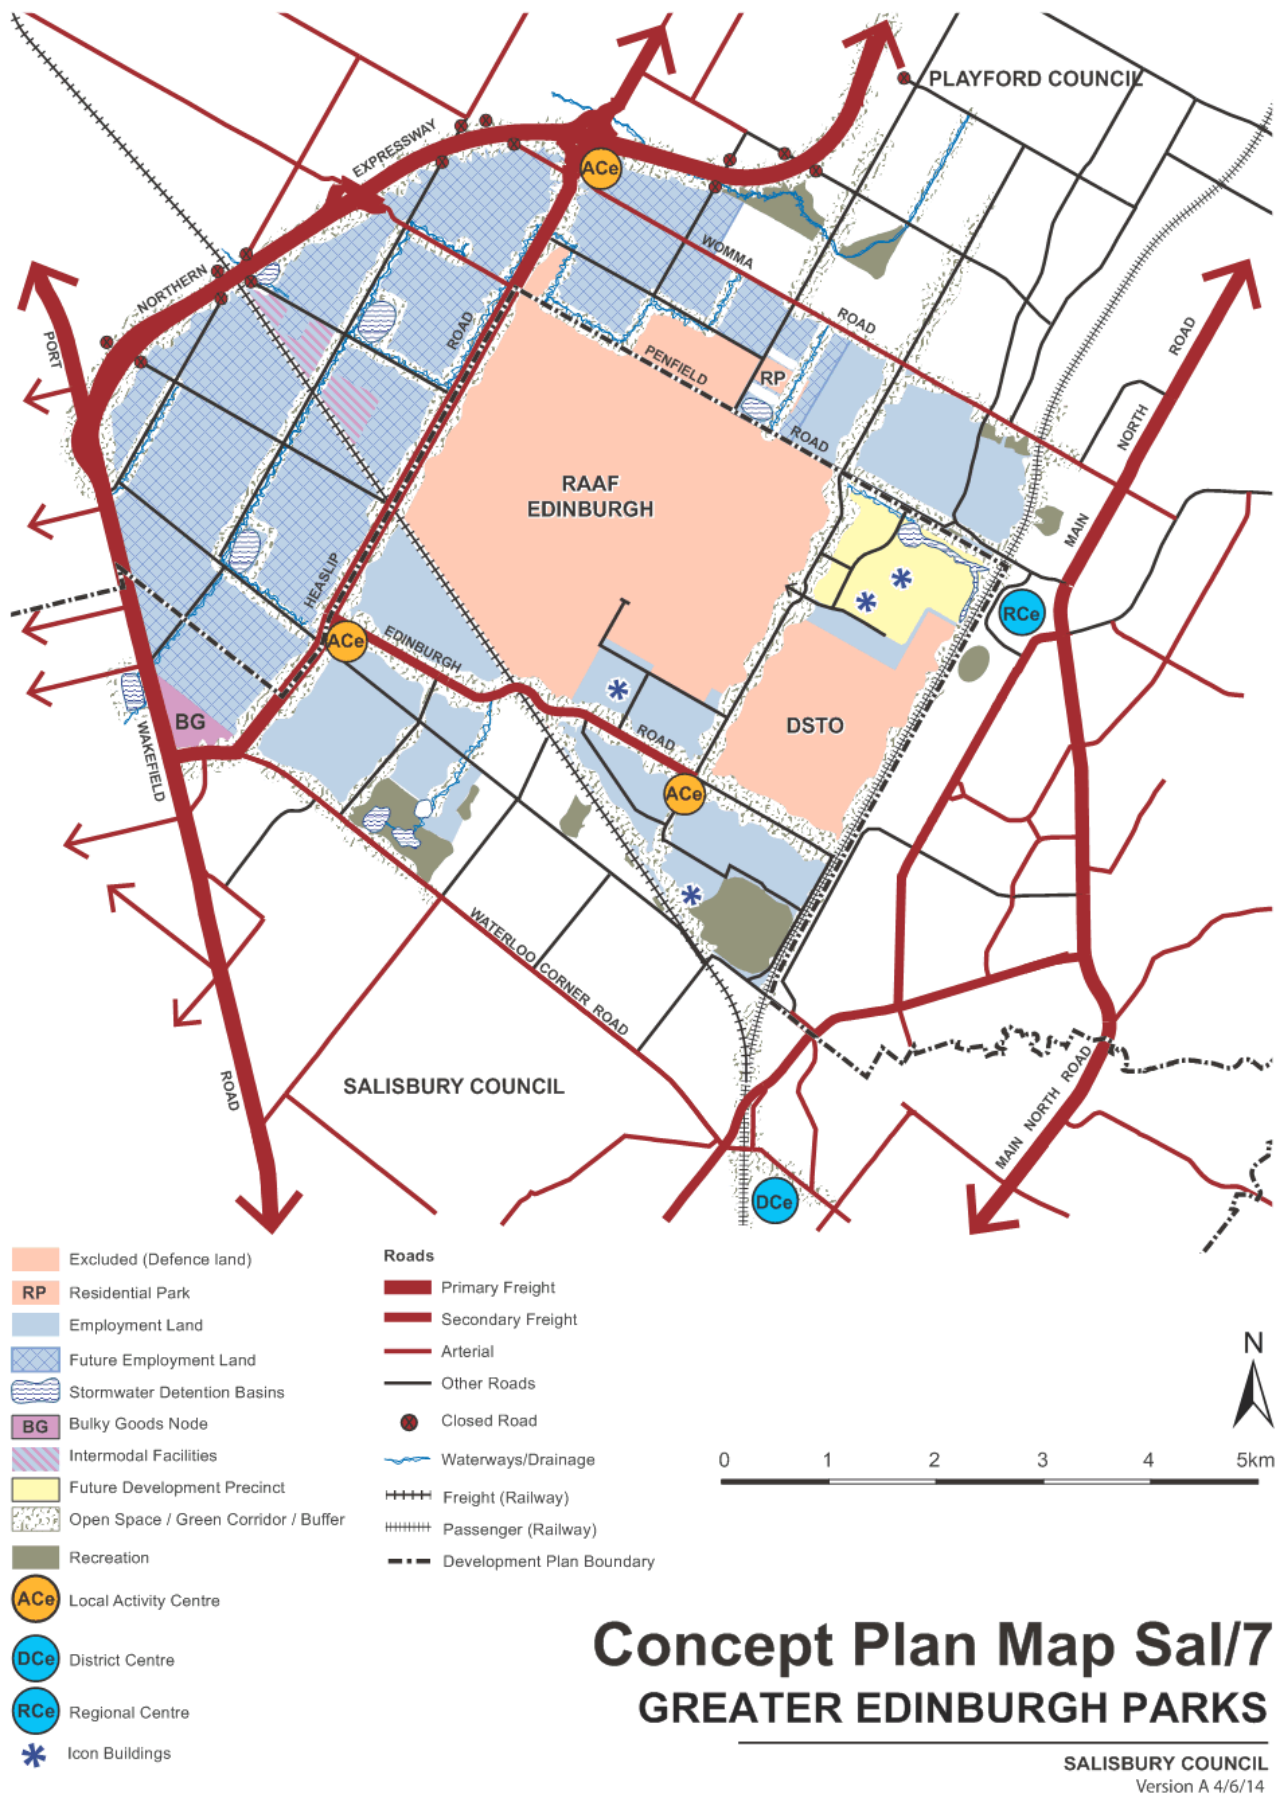 PLAYFORD COUNCIL
EXPRESSWAY
ACe
NORTHERN
WOMMA
ROAD
PORT
ROAD
ROAD
PENFIELD
RP
NORTH
ROAD
RAAF
EDINBURGH
MAIN
HEASLIP
RCe
ACe
EDINBURGH
BG
WAKEFIELD
ROAD
DSTO
ACe
WATERLOO CORNER ROAD
SALISBURY COUNCIL
ROAD
MAIN NORTH ROAD
DCe
Excluded (Defence land)
RP Residential Park
Employment Land
Future Employment Land
Stormwater Detention Basins
BG Bulky Goods Node
Intermodal Facilities
Future Development Precinct
Open Space / Green Corridor / Buffer
Recreation
ACe Local Activity Centre
DCe District Centre
RCe Regional Centre
Icon Buildings
Roads
Primary Freight
Secondary Freight
Arterial
Other Roads
Closed Road
Waterways/Drainage
Freight (Railway)
Passenger (Railway)
Development Plan Boundary
N
0 1 2 3 4 5km
Concept Plan Map Sal/7
GREATER EDINBURGH PARKS
SALISBURY COUNCIL
Version A 4/6/14